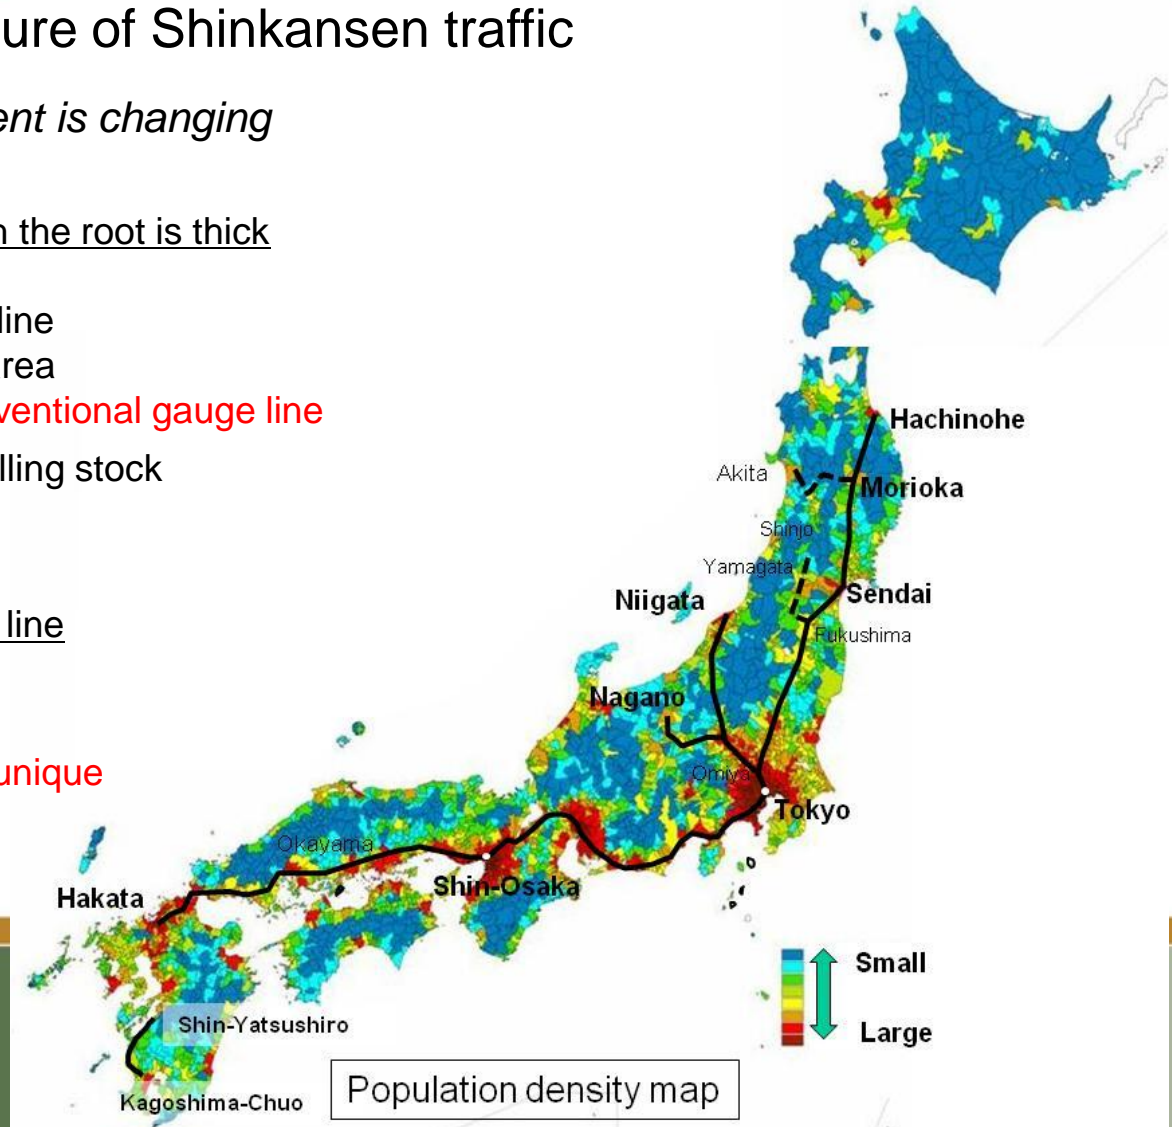 ure of Shinkansen traffic
ent is changing
n the root is thick
line
rea
ventional gauge line
lling stock
line
unique
Hachinohe
Akita
Morioka
Shinjo
Yamagata
Niigata
Sendai
Fukushima
Nagano
Omiya
Tokyo
Okayama
Shin-Osaka
Hakata
Small
Shin-Yatsushiro
Large
Population density map
Kagoshima-Chuo